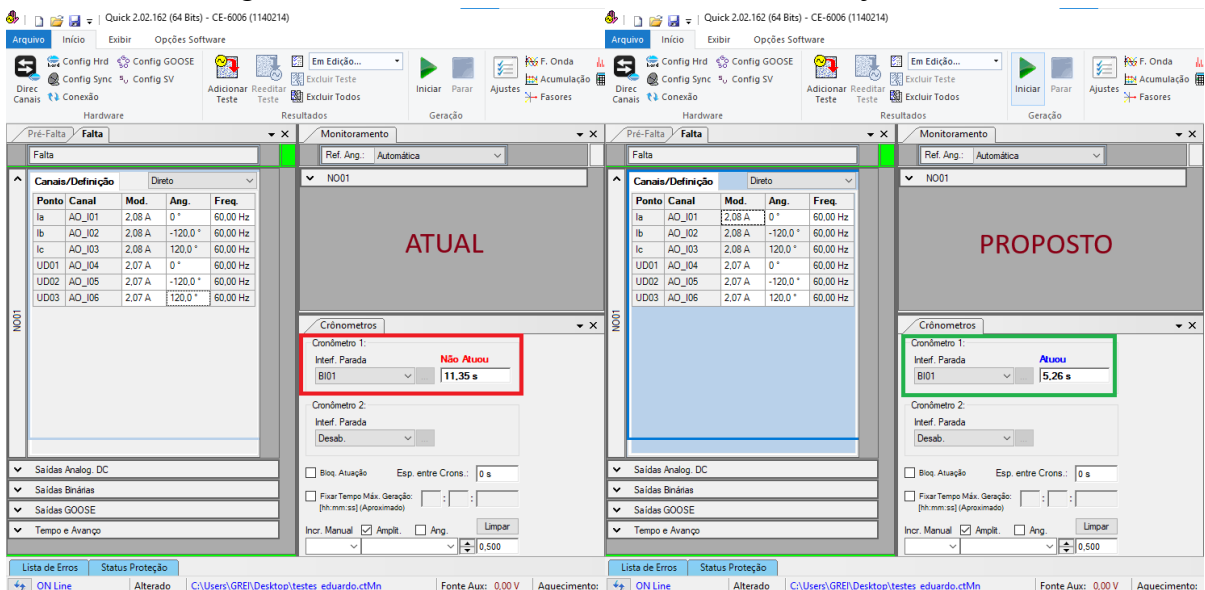 Quick 2.02.162 (64 Bits) - CE-6006 (1140214)
Arquivo Início Exibir Opções Software
Direc Canais
Config Hrd
Config Sync
Conexão
Config GOOSE
Config SV
Hardware
Adicionar Teste
Reeditar Teste
Em Edição...
Excluir Teste
Excluir Todos
Resultados
Iniciar Parar
Geração
Ajustes
F. Onda
Acumulação
Fasores
Pré-Falta Falta
Falta
Canais/Definição Direto
Ponto Canal Mod. Ang. Freq.
Ia AO_I01 2,08 A 0 ° 60,00 Hz
Ib AO_I02 2,08 A -120,0 ° 60,00 Hz
Ic AO_I03 2,08 A 120,0 ° 60,00 Hz
UD01 AO_I04 2,07 A 0 ° 60,00 Hz
UD02 AO_I05 2,07 A -120,0 ° 60,00 Hz
UD03 AO_I06 2,07 A 120,0 ° 60,00 Hz
NO01
Saídas Analog. DC
Saídas Binárias
Saídas GOOSE
Tempo e Avanço
Monitoramento
Ref. Ang.: Automática
NO01
ATUAL
Crônometros
Cronômetro 1:
Interf. Parada Não Atuou
BI01 ... 11,35 s
Cronômetro 2:
Interf. Parada
Desab. ...
Bloq. Atuação Esp. entre Crons.: 0 s
Fixar Tempo Máx. Geração: : :
[hh:mm:ss] (Aproximado)
Incr. Manual Amplit. Ang. Limpar
0,500
Lista de Erros Status Proteção
ON Line Alterado C:\Users\GREI\Desktop\testes_eduardo.ctMn Fonte Aux: 0,00 V Aquecimento:
Quick 2.02.162 (64 Bits) - CE-6006 (1140214)
Arquivo Início Exibir Opções Software
Direc Canais
Config Hrd
Config Sync
Conexão
Config GOOSE
Config SV
Hardware
Adicionar Teste
Reeditar Teste
Em Edição...
Excluir Teste
Excluir Todos
Resultados
Iniciar Parar
Geração
Ajustes
F. Onda
Acumulação
Fasores
Pré-Falta Falta
Falta
Canais/Definição Direto
Ponto Canal Mod. Ang. Freq.
Ia AO_I01 2,08 A 0 ° 60,00 Hz
Ib AO_I02 2,08 A -120,0 ° 60,00 Hz
Ic AO_I03 2,08 A 120,0 ° 60,00 Hz
UD01 AO_I04 2,07 A 0 ° 60,00 Hz
UD02 AO_I05 2,07 A -120,0 ° 60,00 Hz
UD03 AO_I06 2,07 A 120,0 ° 60,00 Hz
NO01
Saídas Analog. DC
Saídas Binárias
Saídas GOOSE
Tempo e Avanço
Monitoramento
Ref. Ang.: Automática
NO01
PROPOSTO
Crônometros
Cronômetro 1:
Interf. Parada Atuou
BI01 ... 5,26 s
Cronômetro 2:
Interf. Parada
Desab. ...
Bloq. Atuação Esp. entre Crons.: 0 s
Fixar Tempo Máx. Geração: : :
[hh:mm:ss] (Aproximado)
Incr. Manual Amplit. Ang. Limpar
0,500
Lista de Erros Status Proteção
ON Line Alterado C:\Users\GREI\Desktop\testes_eduardo.ctMn Fonte Aux: 0,00 V Aquecimento: